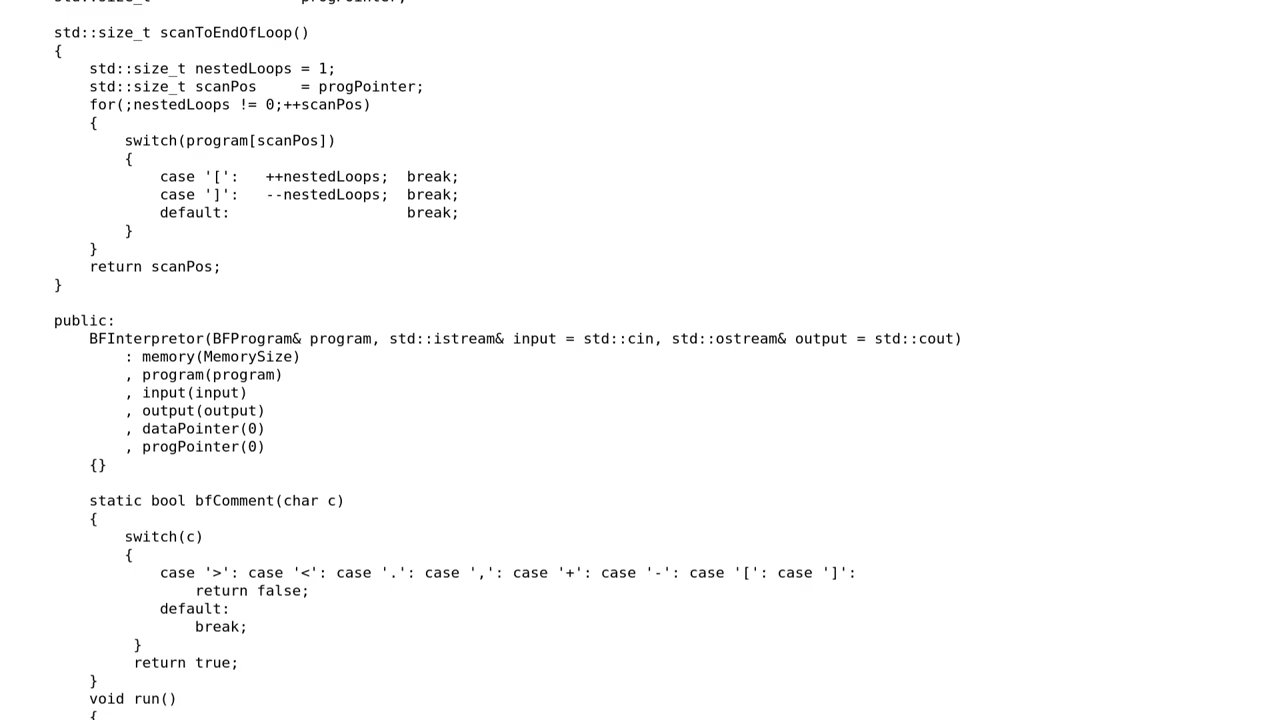 std::size_t scanToEndOfLoop()
{
    std::size_t nestedLoops = 1;
    std::size_t scanPos     = progPointer;
    for(;nestedLoops != 0;++scanPos)
    {
        switch(program[scanPos])
        {
            case '[':   ++nestedLoops;  break;
            case ']':   --nestedLoops;  break;
            default:                    break;
        }
    }
    return scanPos;
}

public:
    BFInterpretor(BFProgram& program, std::istream& input = std::cin, std::ostream& output = std::cout)
        : memory(MemorySize)
        , program(program)
        , input(input)
        , output(output)
        , dataPointer(0)
        , progPointer(0)
    {}

    static bool bfComment(char c)
    {
        switch(c)
        {
            case '>': case '<': case '.': case ',': case '+': case '-': case '[': case ']':
                return false;
            default:
                break;
         }
         return true;
    }
    void run()
    {